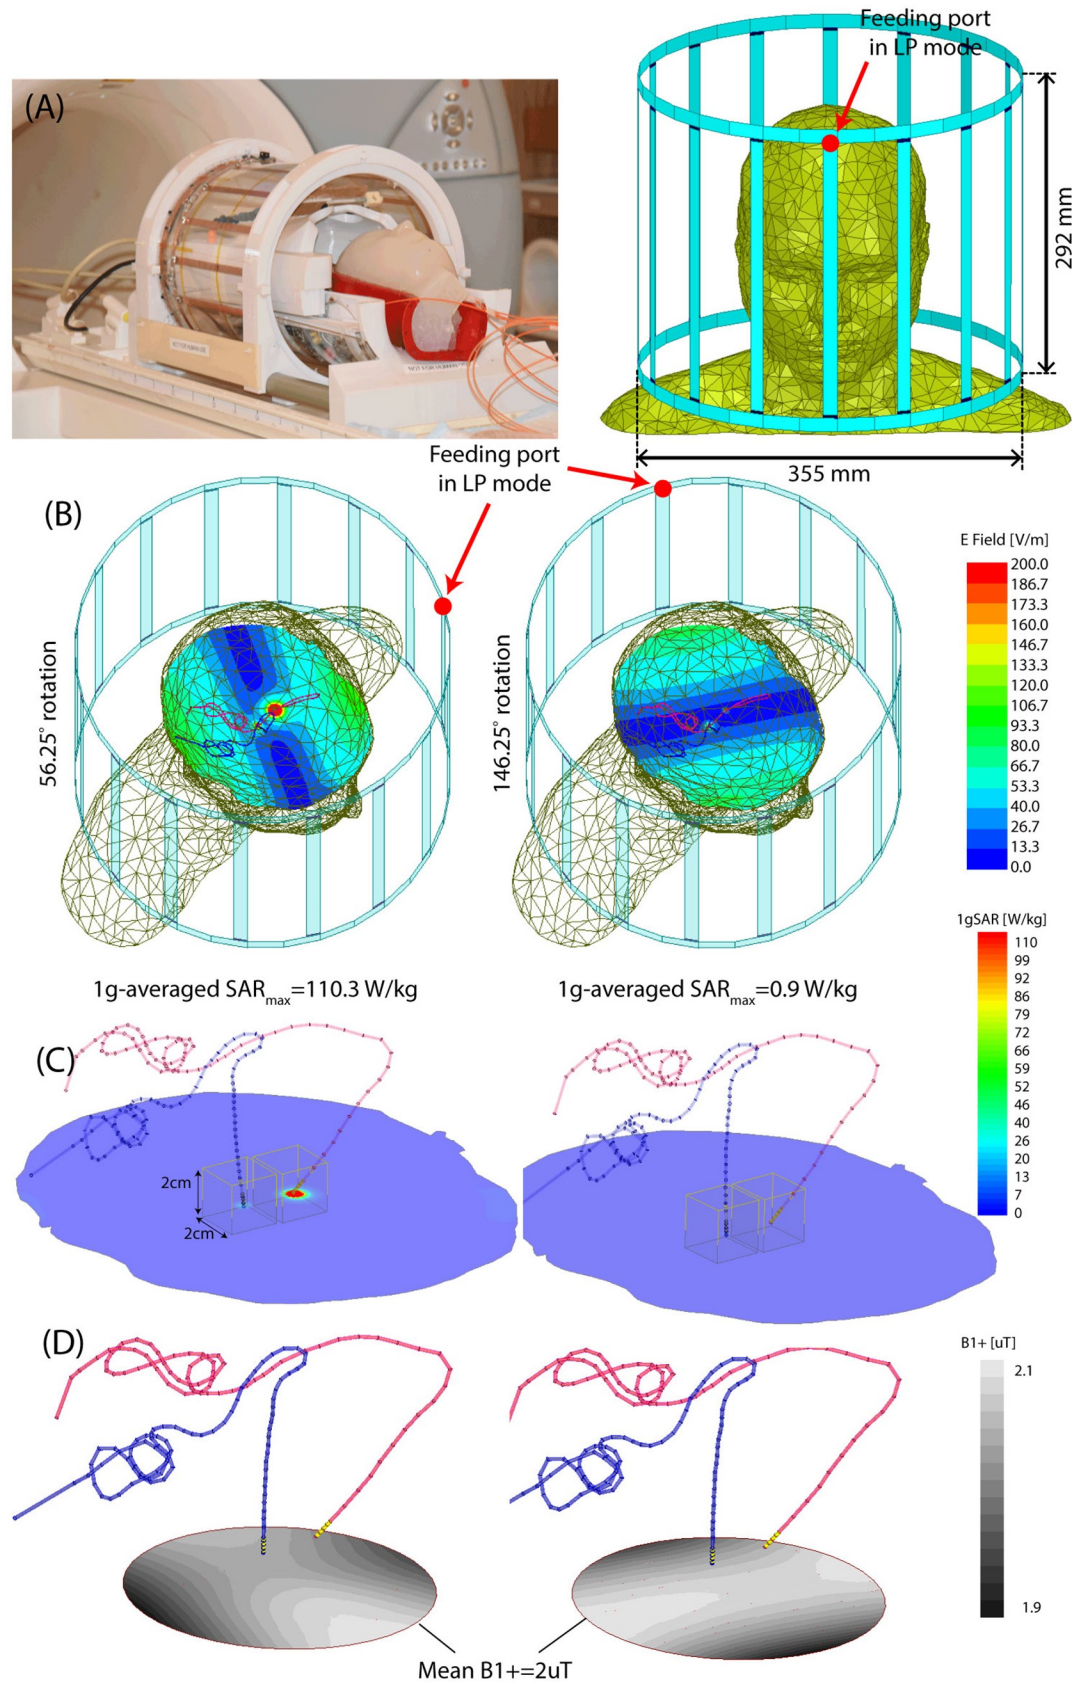 (A)
Feeding port
in LP mode
292 mm
355 mm
Feeding port
in LP mode
(B)
56.25° rotation
146.25° rotation
E Field [V/m]
200.0
186.7
173.3
160.0
146.7
133.3
120.0
106.7
93.3
80.0
66.7
53.3
40.0
26.7
13.3
0.0
1g-averaged SARmax=110.3 W/kg
1g-averaged SARmax=0.9 W/kg
1gSAR [W/kg]
110
99
92
86
79
72
66
59
52
46
40
26
20
13
7
0
(C)
2cm
2cm
(D)
B1+ [uT]
2.1
1.9
Mean B1+=2uT